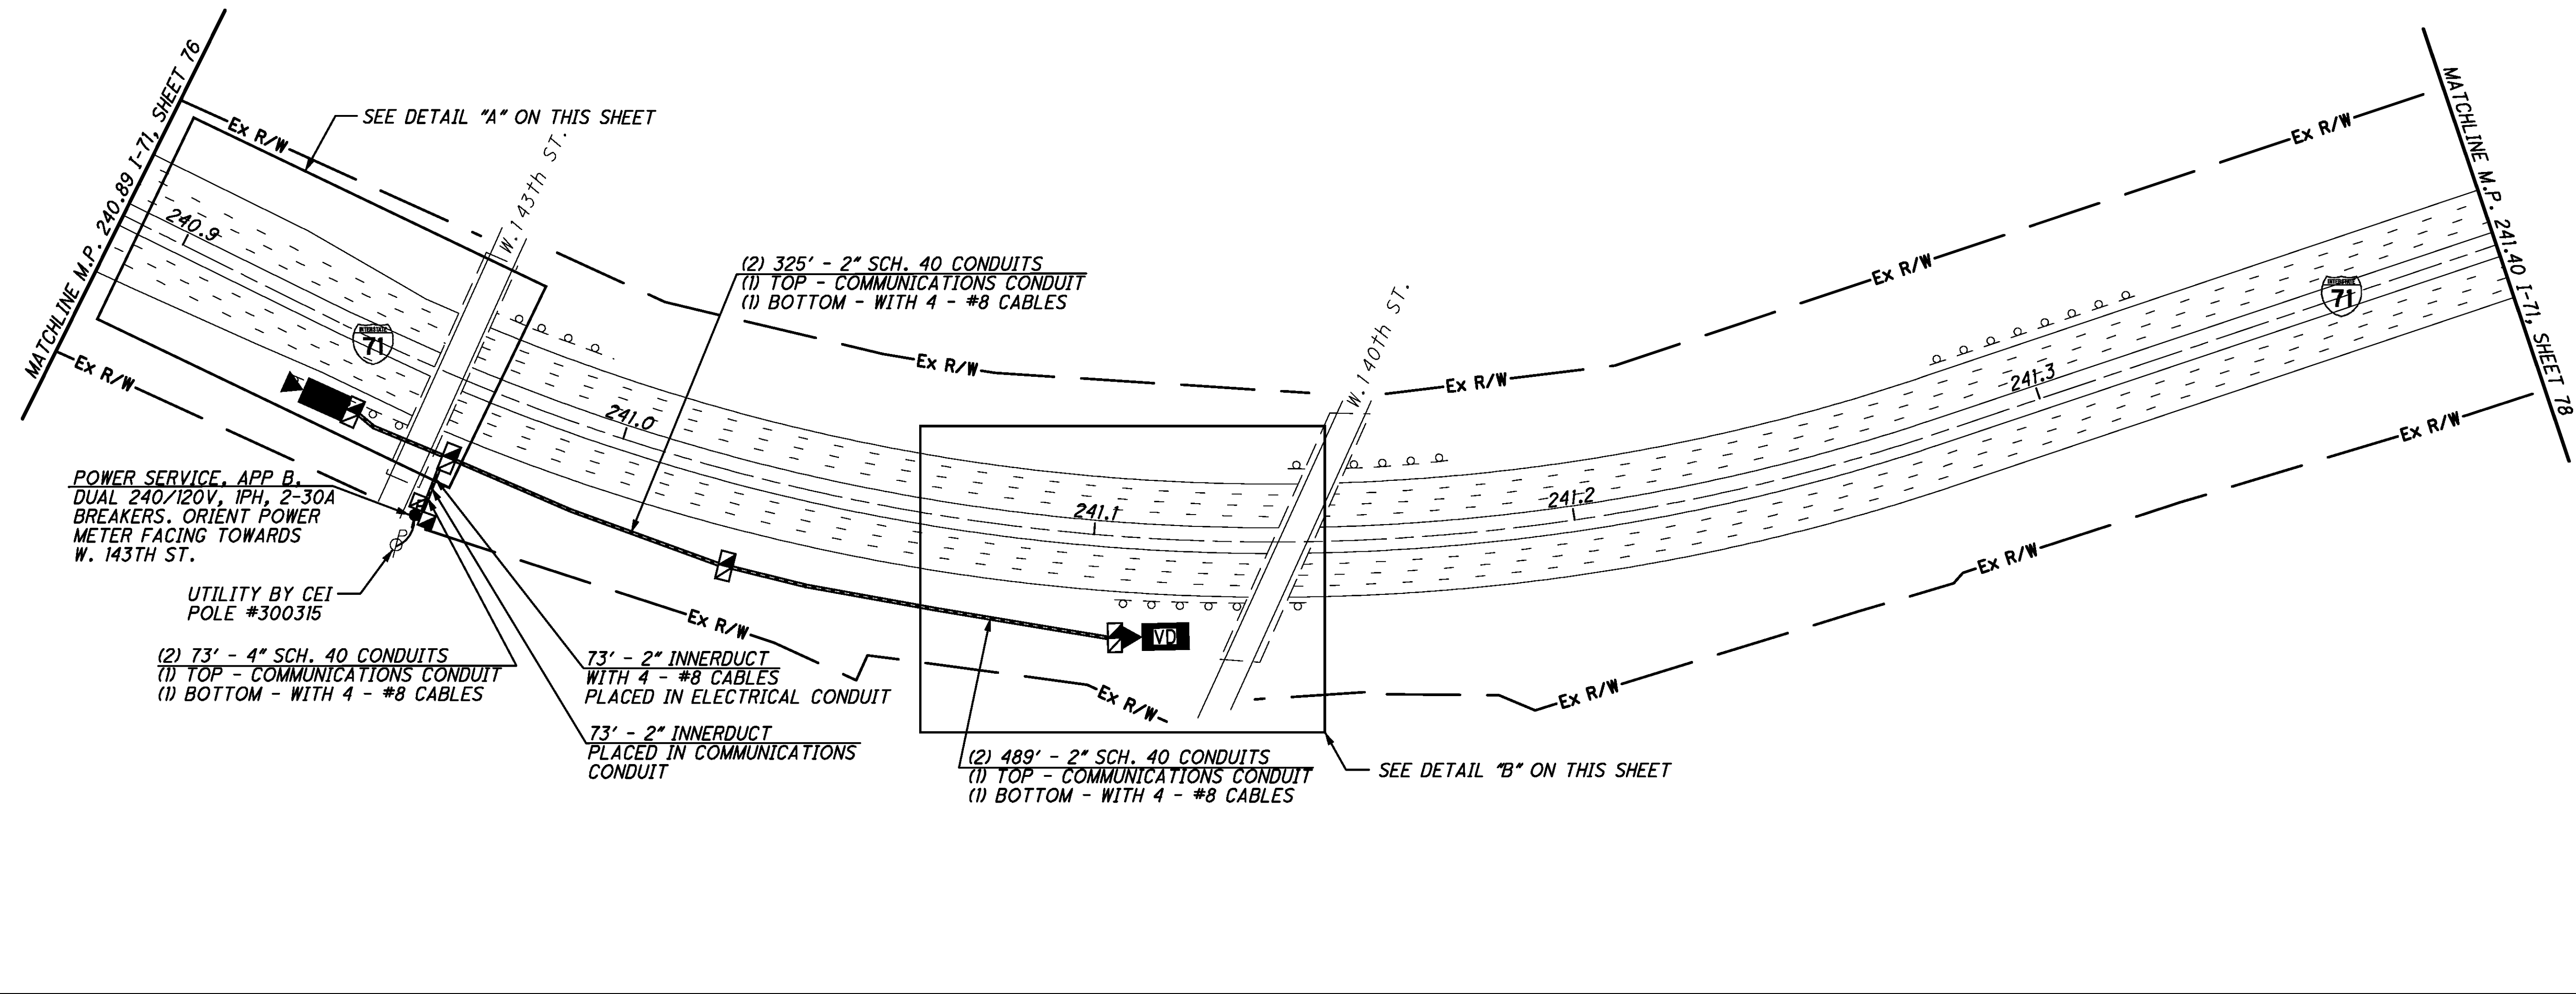 MATCHLINE M.P. 240.89 I-71, SHEET 76
Ex R/W
SEE DETAIL "A" ON THIS SHEET
W. 143th ST.
240.9
INTERSTATE
71
Ex R/W
(2) 325' - 2" SCH. 40 CONDUITS
(1) TOP - COMMUNICATIONS CONDUIT
(1) BOTTOM - WITH 4 - #8 CABLES
241.0
Ex R/W
W. 140th ST.
Ex R/W
Ex R/W
Ex R/W
MATCHLINE M.P. 241.40 I-71, SHEET 78
INTERSTATE
71
241.3
241.2
241.1
Ex R/W
Ex R/W
Ex R/W
POWER SERVICE, APP B,
DUAL 240/120V, 1PH, 2-30A
BREAKERS. ORIENT POWER
METER FACING TOWARDS
W. 143TH ST.
P
UTILITY BY CEI
POLE #300315
(2) 73' - 4" SCH. 40 CONDUITS
(1) TOP - COMMUNICATIONS CONDUIT
(1) BOTTOM - WITH 4 - #8 CABLES
73' - 2" INNERDUCT
WITH 4 - #8 CABLES
PLACED IN ELECTRICAL CONDUIT
73' - 2" INNERDUCT
PLACED IN COMMUNICATIONS
CONDUIT
Ex R/W
VD
Ex R/W
(2) 489' - 2" SCH. 40 CONDUITS
(1) TOP - COMMUNICATIONS CONDUIT
(1) BOTTOM - WITH 4 - #8 CABLES
SEE DETAIL "B" ON THIS SHEET